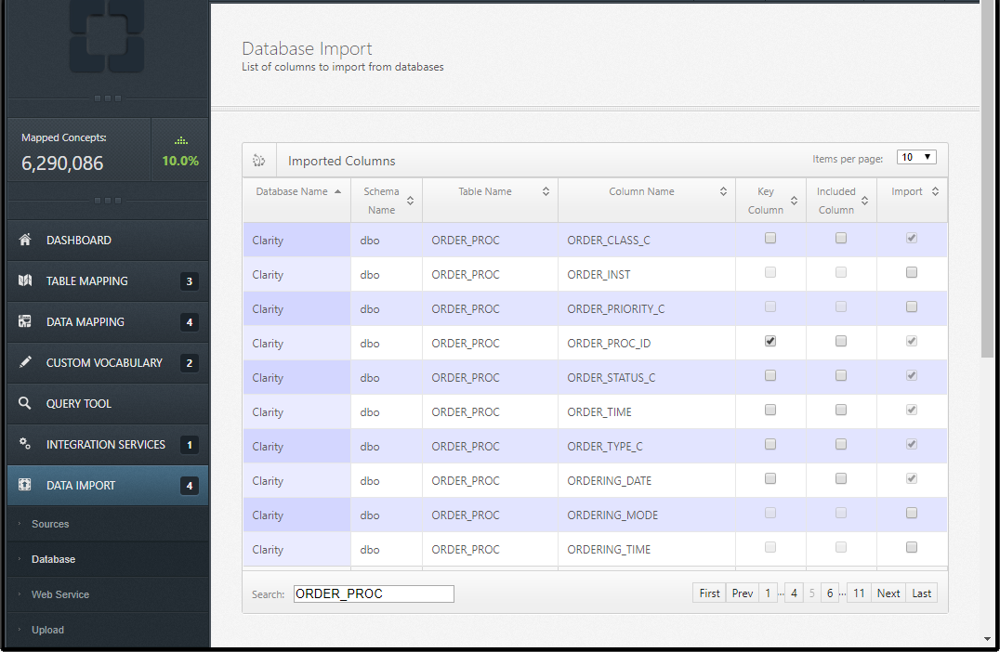 Database Import
List of columns to import from databases
Mapped Concepts:
6,290,086
10.0%
DASHBOARD
TABLE MAPPING 3
DATA MAPPING 4
CUSTOM VOCABULARY 2
QUERY TOOL
INTEGRATION SERVICES 1
DATA IMPORT 4
Sources
Database
Web Service
Upload
Imported Columns
Items per page: 10
Database Name Schema Name Table Name Column Name Key Column Included Column Import
Clarity dbo ORDER_PROC ORDER_CLASS_C
Clarity dbo ORDER_PROC ORDER_INST
Clarity dbo ORDER_PROC ORDER_PRIORITY_C
Clarity dbo ORDER_PROC ORDER_PROC_ID
Clarity dbo ORDER_PROC ORDER_STATUS_C
Clarity dbo ORDER_PROC ORDER_TIME
Clarity dbo ORDER_PROC ORDER_TYPE_C
Clarity dbo ORDER_PROC ORDERING_DATE
Clarity dbo ORDER_PROC ORDERING_MODE
Clarity dbo ORDER_PROC ORDERING_TIME
Search: ORDER_PROC
First Prev 1 ... 4 5 6 ... 11 Next Last